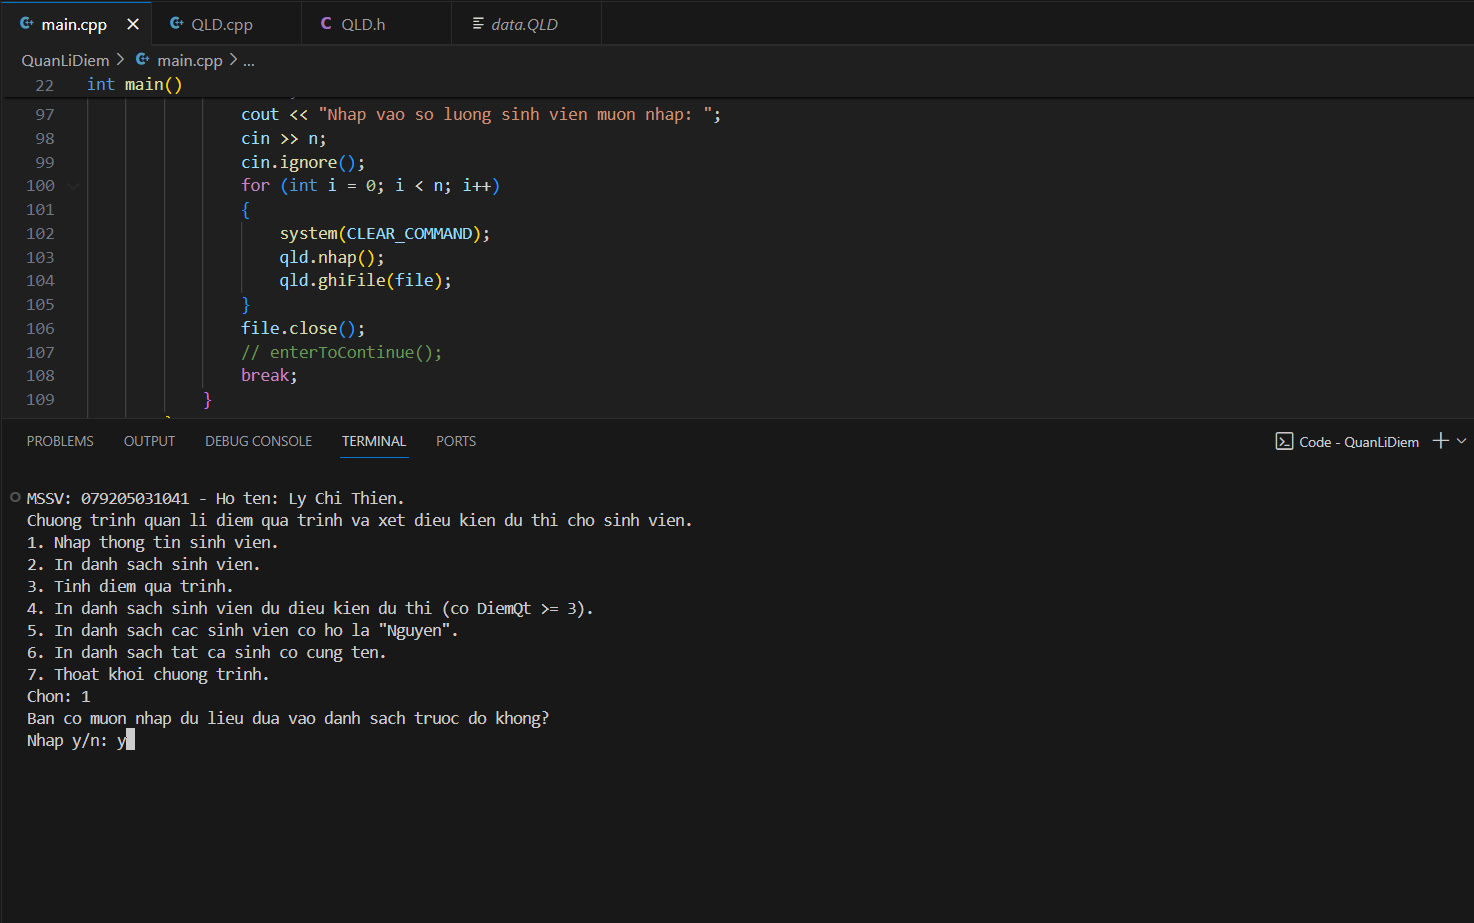 main.cpp QLD.cpp C QLD.h data.QLD
QuanLiDiem > main.cpp > ...
22 int main()
97 cout << "Nhap vao so luong sinh vien muon nhap: ";
98 cin >> n;
99 cin.ignore();
100 for (int i = 0; i < n; i++)
101 {
102 system(CLEAR_COMMAND);
103 qld.nhap();
104 qld.ghiFile(file);
105 }
106 file.close();
107 // enterToContinue();
108 break;
109 }
PROBLEMS OUTPUT DEBUG CONSOLE TERMINAL PORTS Code - QuanLiDiem
MSSV: 079205031041 - Ho ten: Ly Chi Thien.
Chuong trinh quan li diem qua trinh va xet dieu kien du thi cho sinh vien.
1. Nhap thong tin sinh vien.
2. In danh sach sinh vien.
3. Tinh diem qua trinh.
4. In danh sach sinh vien du dieu kien du thi (co DiemQt >= 3).
5. In danh sach cac sinh vien co ho la "Nguyen".
6. In danh sach tat ca sinh co cung ten.
7. Thoat khoi chuong trinh.
Chon: 1
Ban co muon nhap du lieu dua vao danh sach truoc do khong?
Nhap y/n: y